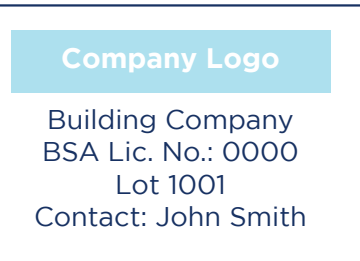 Company Logo
Building Company
BSA Lic. No.: 0000
Lot 1001
Contact: John Smith